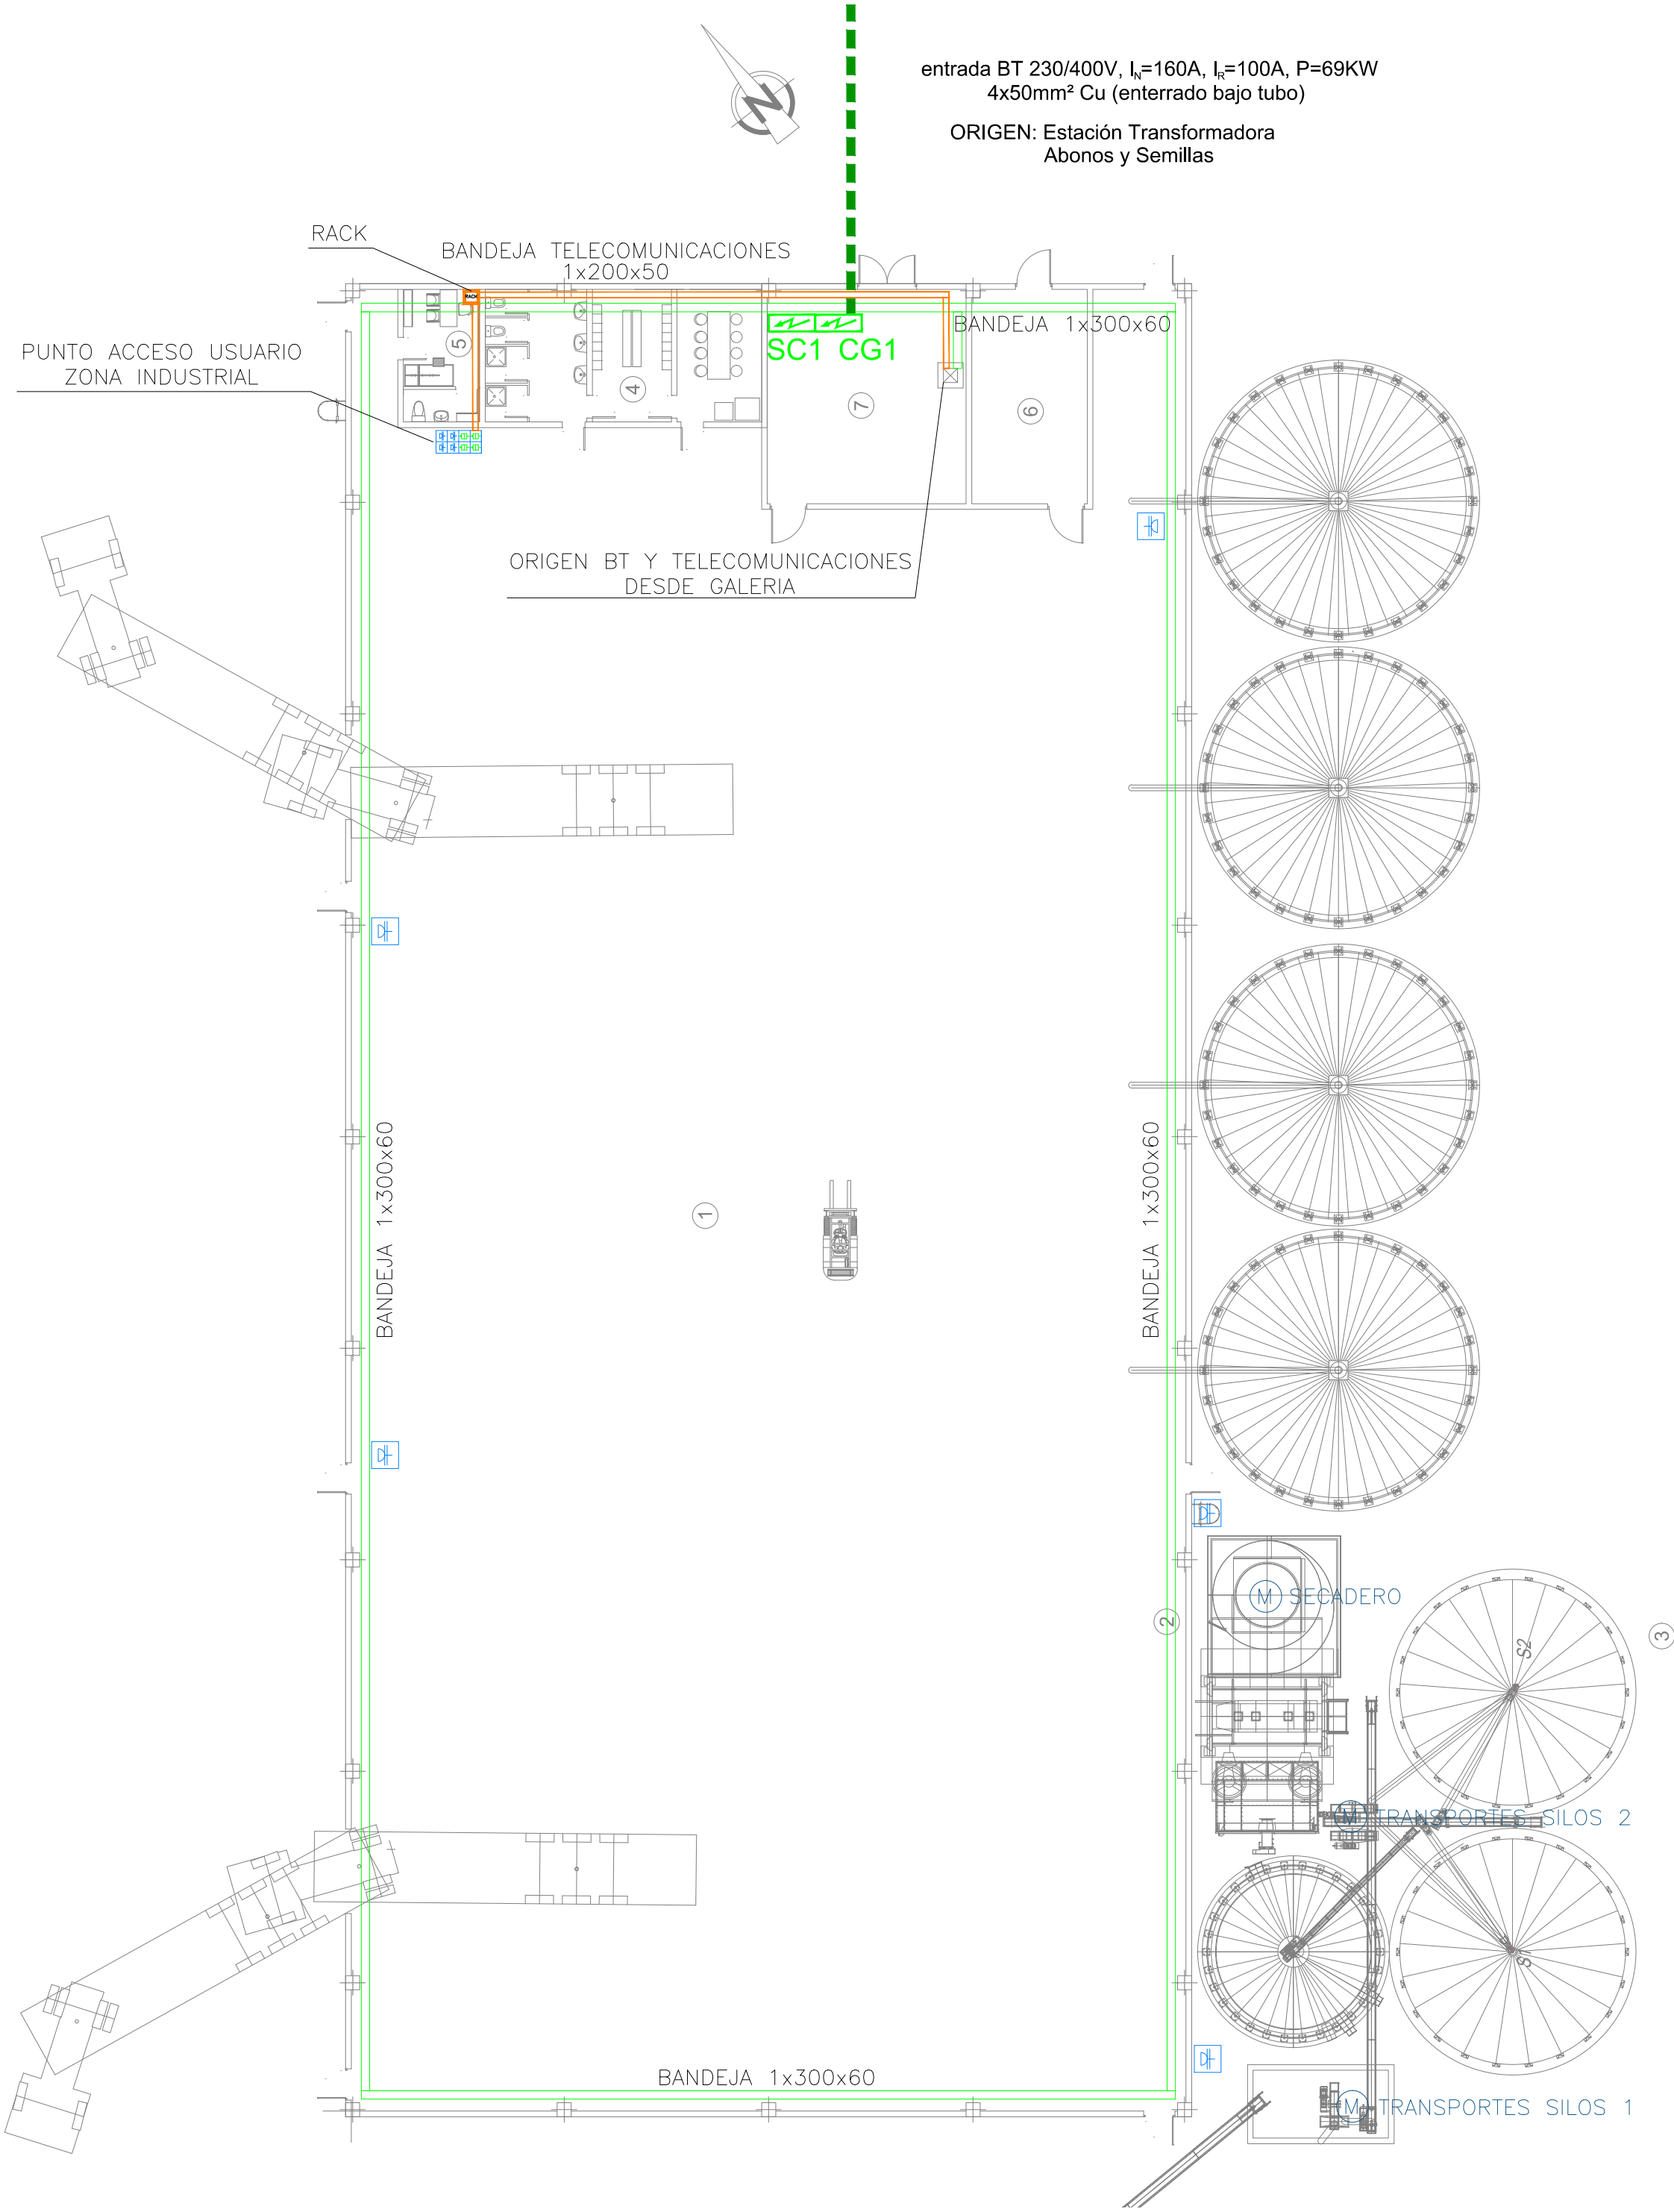 entrada BT 230/400V, IN=160A, IR=100A, P=69KW
4x50mm² Cu (enterrado bajo tubo)
ORIGEN: Estación Transformadora
Abonos y Semillas
N
RACK
BANDEJA TELECOMUNICACIONES
1x200x50
RACK
BANDEJA 1x300x60
SC1 CG1
PUNTO ACCESO USUARIO
ZONA INDUSTRIAL
5
4
7
6
ORIGEN BT Y TELECOMUNICACIONES
DESDE GALERIA
BANDEJA 1x300x60
1
BANDEJA 1x300x60
M SECADERO
2
3
S2
M TRANSPORTES SILOS 2
S1
BANDEJA 1x300x60
M TRANSPORTES SILOS 1